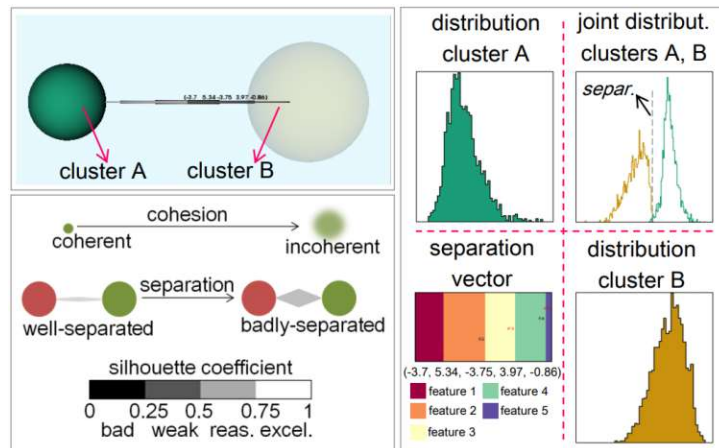 (-3.7 5.34 -3.75 3.97 -0.86)
cluster A
cluster B
cohesion
coherent
incoherent
separation
well-separated
badly-separated
silhouette coefficient
0 0.25 0.5 0.75 1
bad weak reas. excel.
distribution
cluster A
joint distribut.
clusters A, B
separ.
separation
vector
(-3.7, 5.34, -3.75, 3.97, -0.86)
feature 1
feature 4
feature 2
feature 5
feature 3
distribution
cluster B